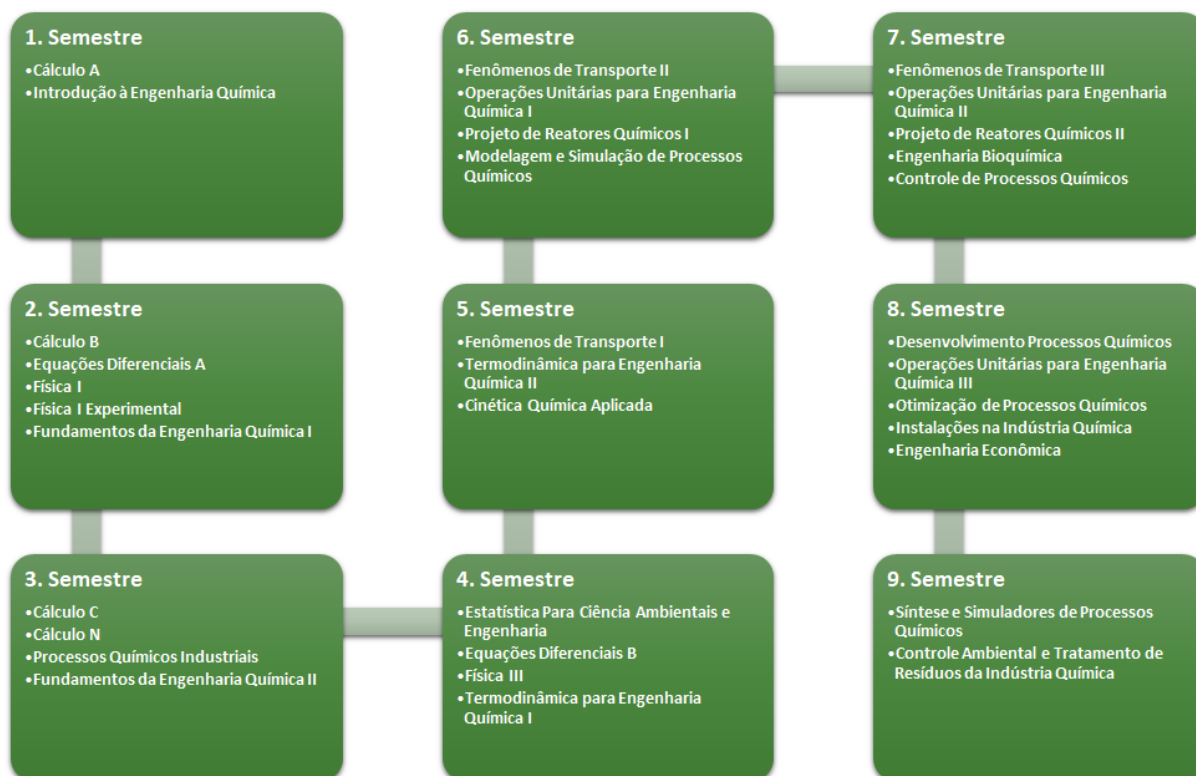 1. Semestre
•Cálculo A
•Introdução à Engenharia Química
2. Semestre
•Cálculo B
•Equações Diferenciais A
•Física I
•Física I Experimental
•Fundamentos da Engenharia Química I
3. Semestre
•Cálculo C
•Cálculo N
•Processos Químicos Industriais
•Fundamentos da Engenharia Química II
4. Semestre
•Estatística Para Ciência Ambientais e
Engenharia
•Equações Diferenciais B
•Física III
•Termodinâmica para Engenharia
Química I
5. Semestre
•Fenômenos de Transporte I
•Termodinâmica para Engenharia
Química II
•Cinética Química Aplicada
6. Semestre
•Fenômenos de Transporte II
•Operações Unitárias para Engenharia
Química I
•Projeto de Reatores Químicos I
•Modelagem e Simulação de Processos
Químicos
7. Semestre
•Fenômenos de Transporte III
•Operações Unitárias para Engenharia
Química II
•Projeto de Reatores Químicos II
•Engenharia Bioquímica
•Controle de Processos Químicos
8. Semestre
•Desenvolvimento Processos Químicos
•Operações Unitárias para Engenharia
Química III
•Otimização de Processos Químicos
•Instalações na Indústria Química
•Engenharia Econômica
9. Semestre
•Síntese e Simuladores de Processos
Químicos
•Controle Ambiental e Tratamento de
Resíduos da Indústria Química